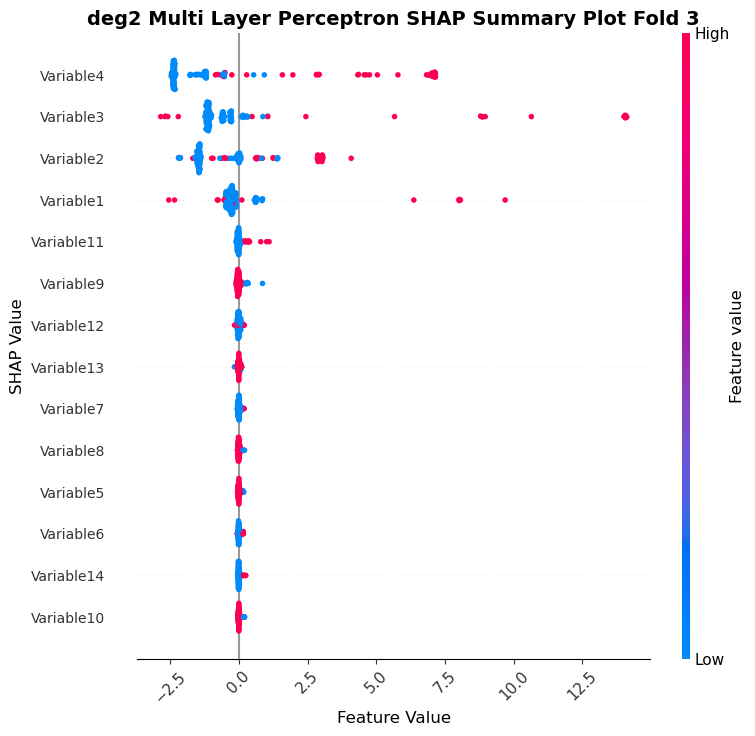 deg2 Multi Layer Perceptron SHAP Summary Plot Fold 3
High
Variable4
Variable3
Variable2
Variable1
Variable11
Variable9
Variable12
Variable13
Variable7
Variable8
Variable5
Variable6
Variable14
Variable10
SHAP Value
Feature value
Low
−2.5 0.0 2.5 5.0 7.5 10.0 12.5
Feature Value